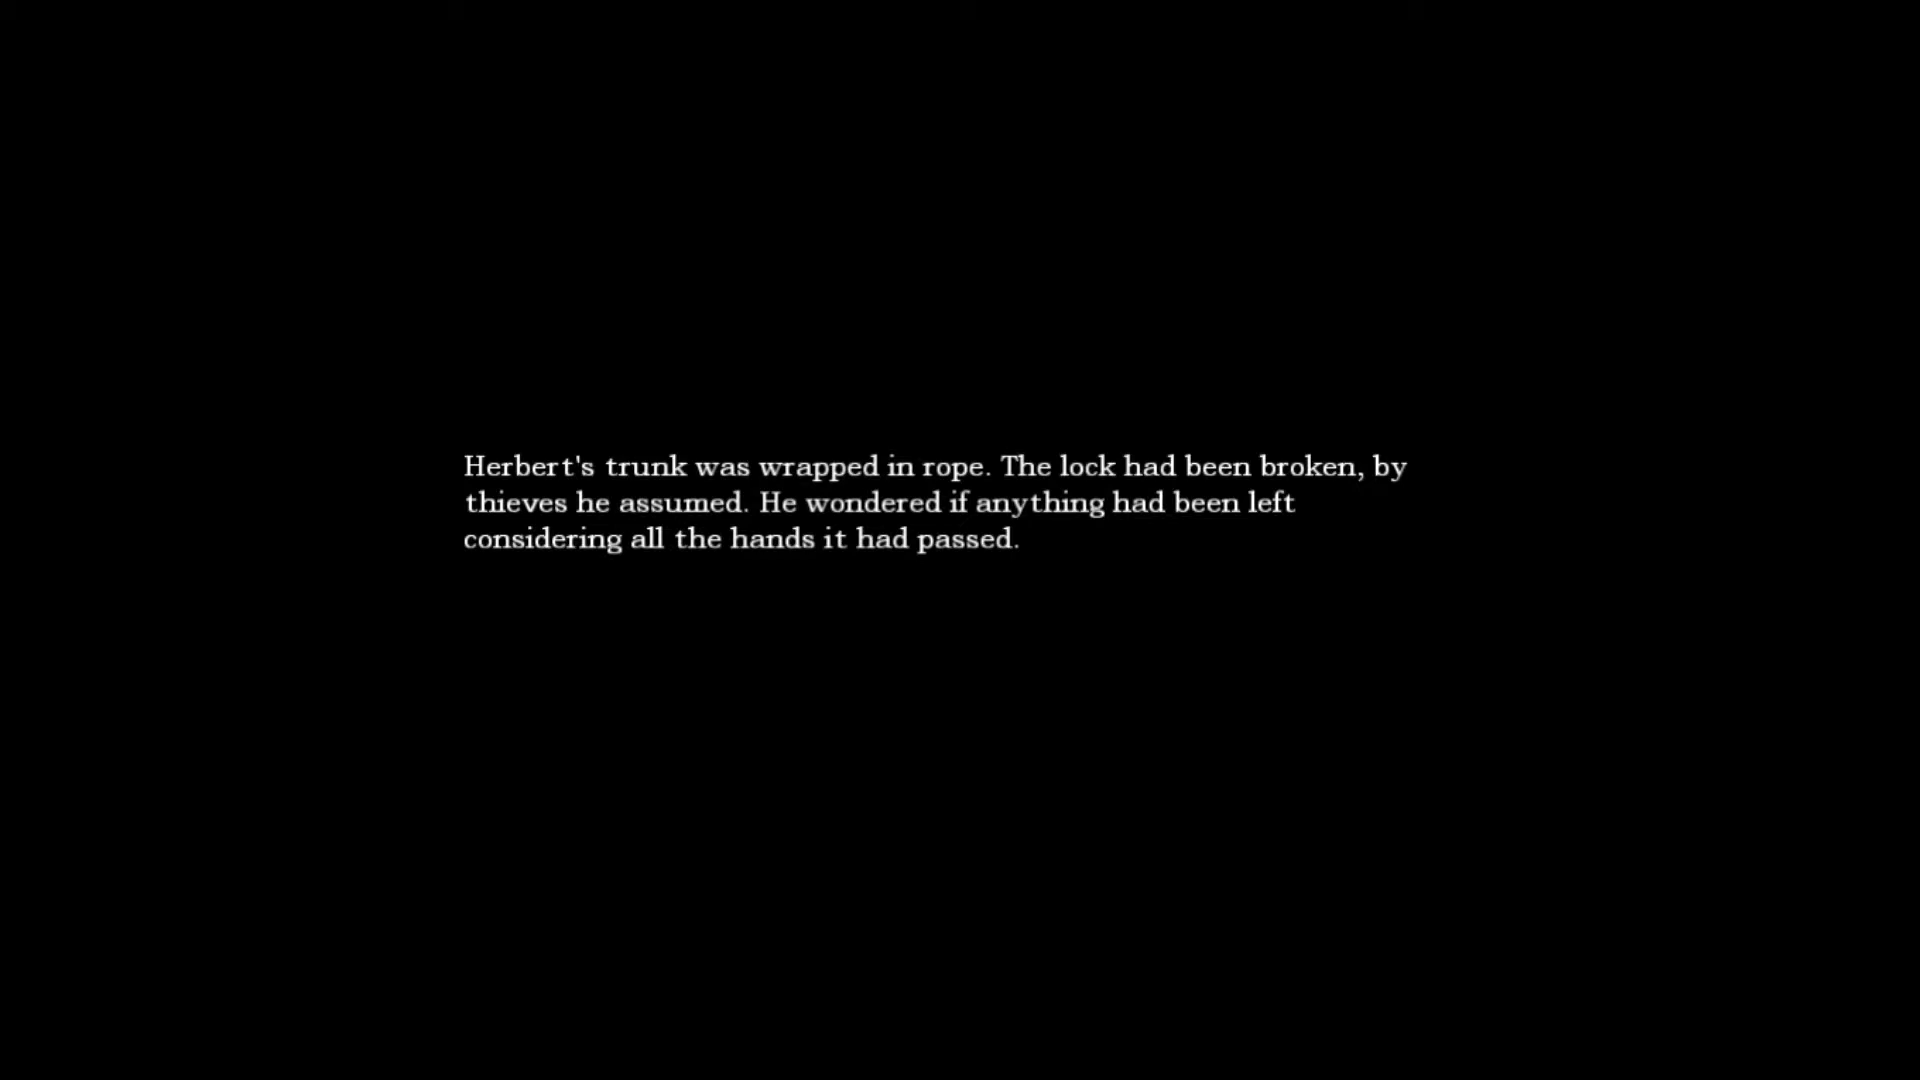 Herbert's trunk was wrapped in rope. The lock had been broken, by
thieves he assumed. He wondered if anything had been left
considering all the hands it had passed.